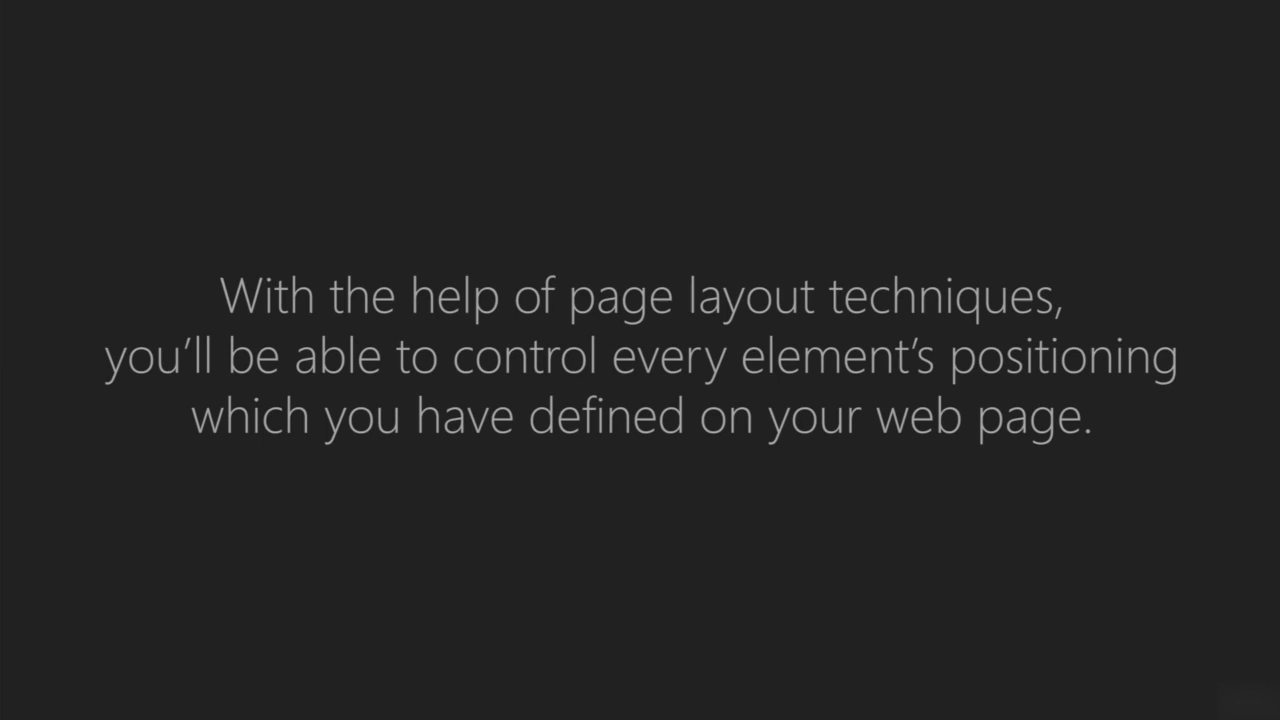 With the help of page layout techniques,
you’ll be able to control every element’s positioning
which you have defined on your web page.